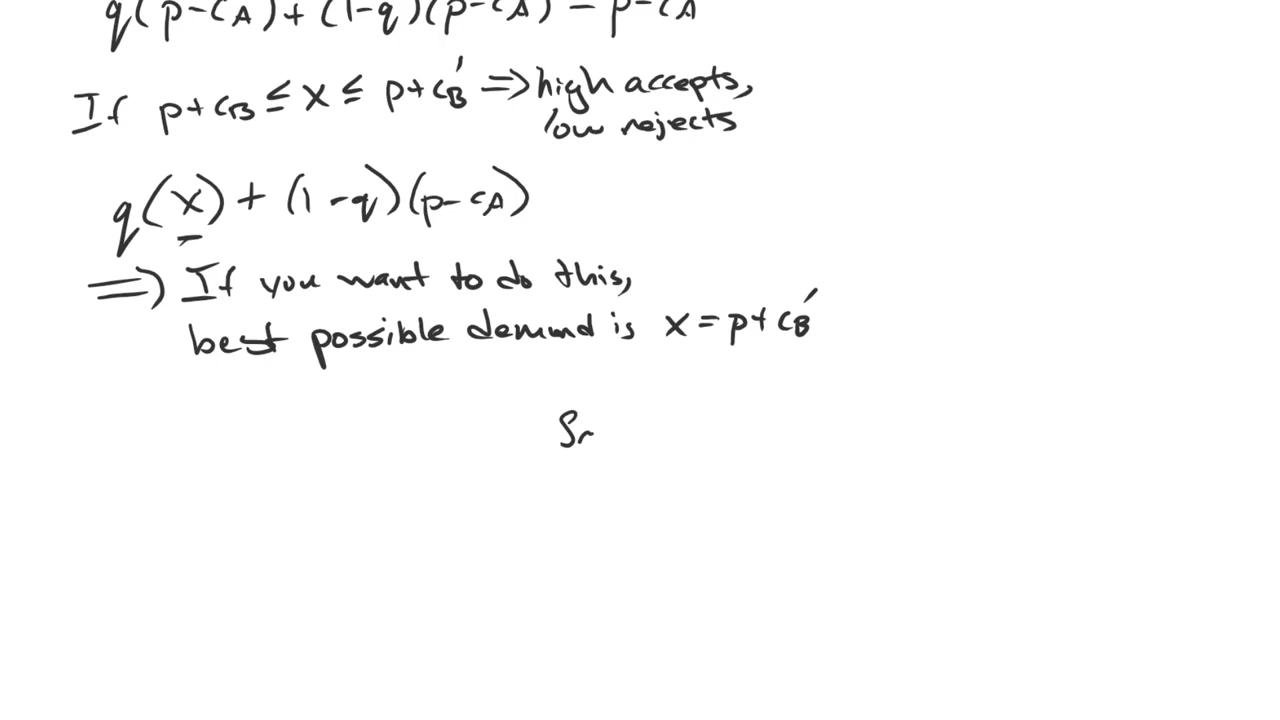 q(p-cA)+(1-q)(p-cA) = p-cA
If p+cB ≤ x ≤ p+cB' => high accepts,
low rejects
q(x)+(1-q)(p-cA)
=> If you want to do this,
best possible demand is x = p+cB'